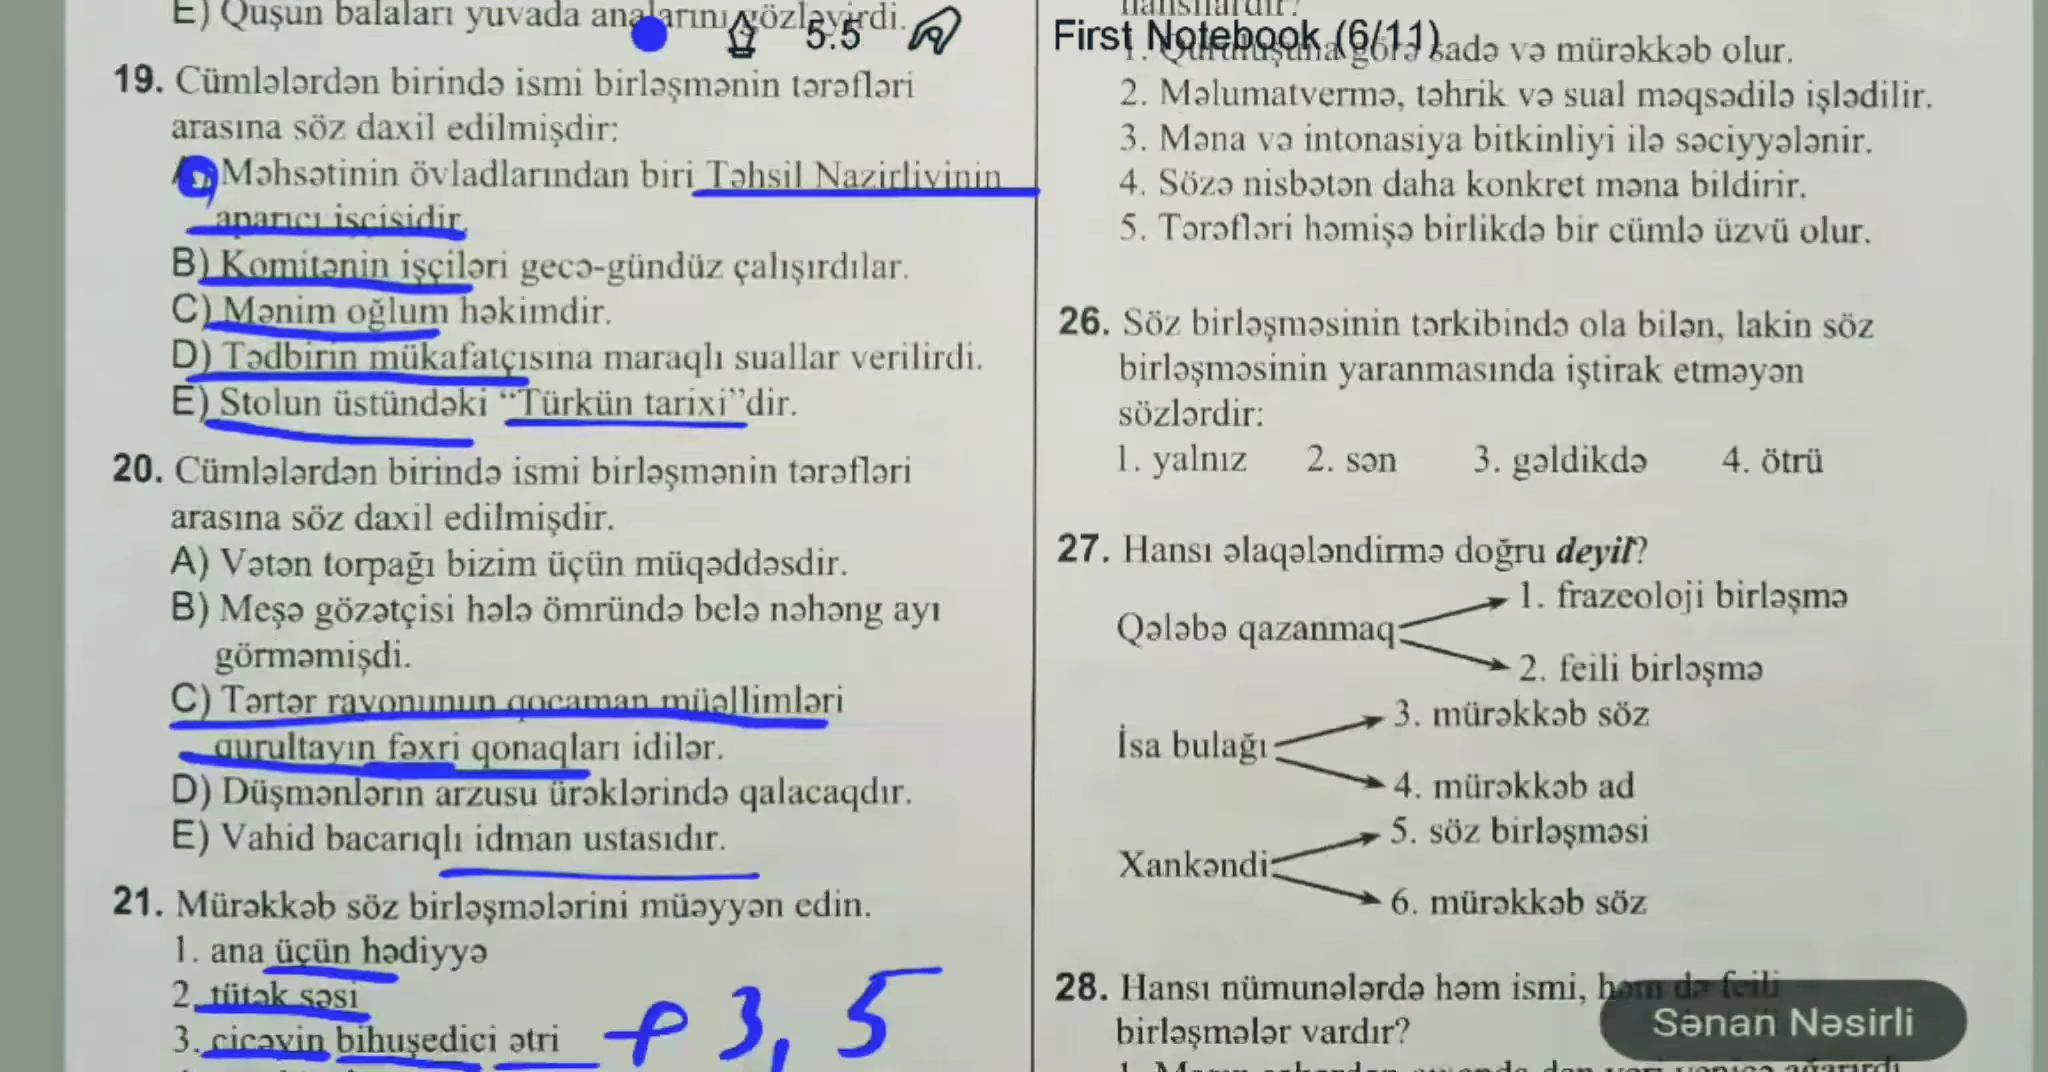 E) Quşun balaları yuvada analarını gözləyirdi.
5.5
19. Cümlələrdən birində ismi birləşmənin tərəfləri
arasına söz daxil edilmişdir:
A) Məhsətinin övladlarından biri Təhsil Nazirliyinin
aparıcı işçisidir.
B) Komitənin işçiləri gecə-gündüz çalışırdılar.
C) Mənim oğlum həkimdir.
D) Tədbirin mükafatçısına maraqlı suallar verilirdi.
E) Stolun üstündəki “Türkün tarixi”dir.
20. Cümlələrdən birində ismi birləşmənin tərəfləri
arasına söz daxil edilmişdir.
A) Vətən torpağı bizim üçün müqəddəsdir.
B) Meşə gözətçisi hələ ömründə belə nəhəng ayı
görməmişdi.
C) Tərtər rayonunun qocaman müəllimləri
qurultayın fəxri qonaqları idilər.
D) Düşmənlərin arzusu ürəklərində qalacaqdır.
E) Vahid bacarıqlı idman ustasıdır.
21. Mürəkkəb söz birləşmələrini müəyyən edin.
1. ana üçün hədiyyə
2. tütək səsi
3. çiçəyin bihuşedici ətri
3, 5
First Notebook (6/11)
1. Quruluşuna görə sadə və mürəkkəb olur.
2. Məlumatvermə, təhrik və sual məqsədilə işlədilir.
3. Məna və intonasiya bitkinliyi ilə səciyyələnir.
4. Sözə nisbətən daha konkret məna bildirir.
5. Tərəfləri həmişə birlikdə bir cümlə üzvü olur.
26. Söz birləşməsinin tərkibində ola bilən, lakin söz
birləşməsinin yaranmasında iştirak etməyən
sözlərdir:
1. yalnız 2. sən 3. gəldikdə 4. ötrü
27. Hansı əlaqələndirmə doğru deyil?
1. frazeoloji birləşmə
Qələbə qazanmaq
2. feili birləşmə
3. mürəkkəb söz
İsa bulağı
4. mürəkkəb ad
5. söz birləşməsi
Xankəndi
6. mürəkkəb söz
28. Hansı nümunələrdə həm ismi, həm də feili
birləşmələr vardır?
Sənan Nəsirli